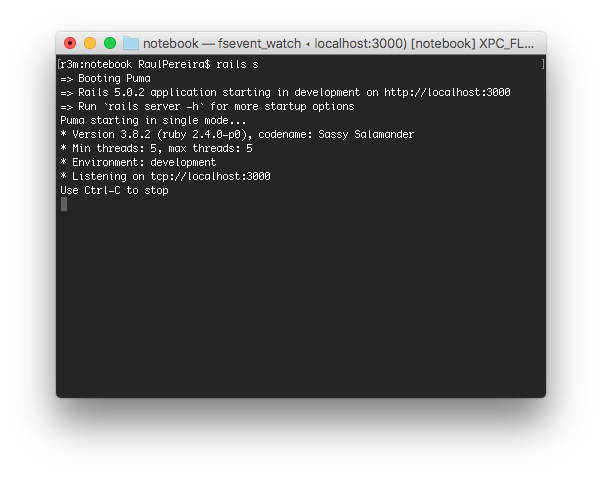 notebook — fsevent_watch ◂ localhost:3000) [notebook] XPC_FL...
[r3m:notebook RaulPereira$ rails s ]
=> Booting Puma
=> Rails 5.0.2 application starting in development on http://localhost:3000
=> Run `rails server -h` for more startup options
Puma starting in single mode...
* Version 3.8.2 (ruby 2.4.0-p0), codename: Sassy Salamander
* Min threads: 5, max threads: 5
* Environment: development
* Listening on tcp://localhost:3000
Use Ctrl-C to stop